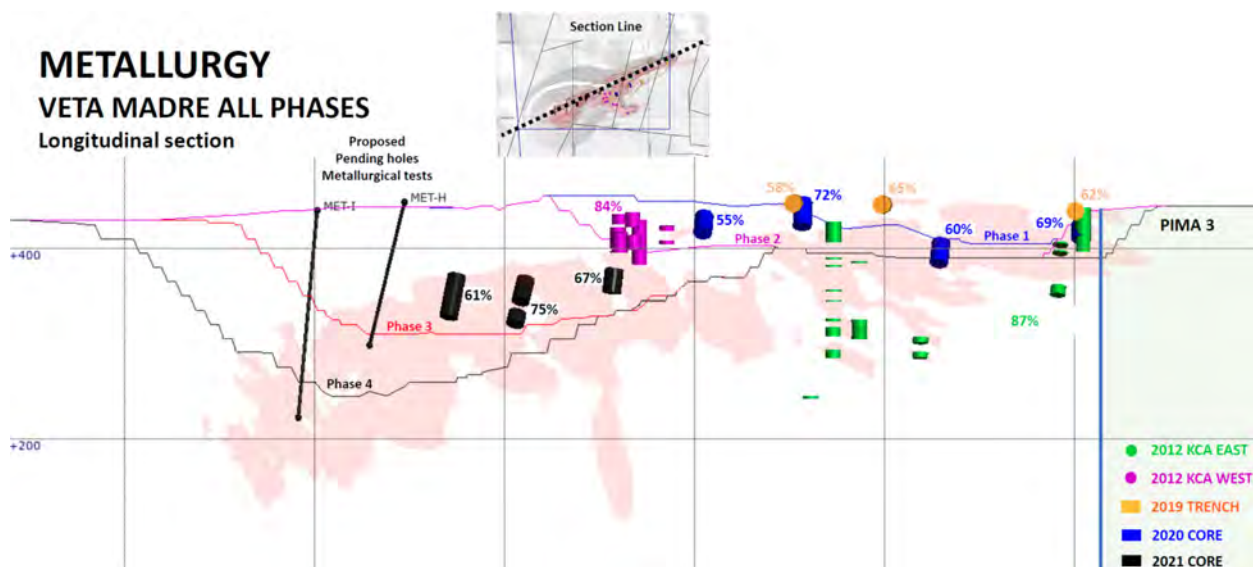 METALLURGY
VETA MADRE ALL PHASES
Longitudinal section
Section Line
Proposed
Pending holes
Metallurgical tests
MET-I
MET-H
84%
55%
58%
72%
65%
60%
69%
62%
Phase 2
Phase 1
PIMA 3
+400
61%
75%
67%
Phase 3
87%
Phase 4
+200
2012 KCA EAST
2012 KCA WEST
2019 TRENCH
2020 CORE
2021 CORE